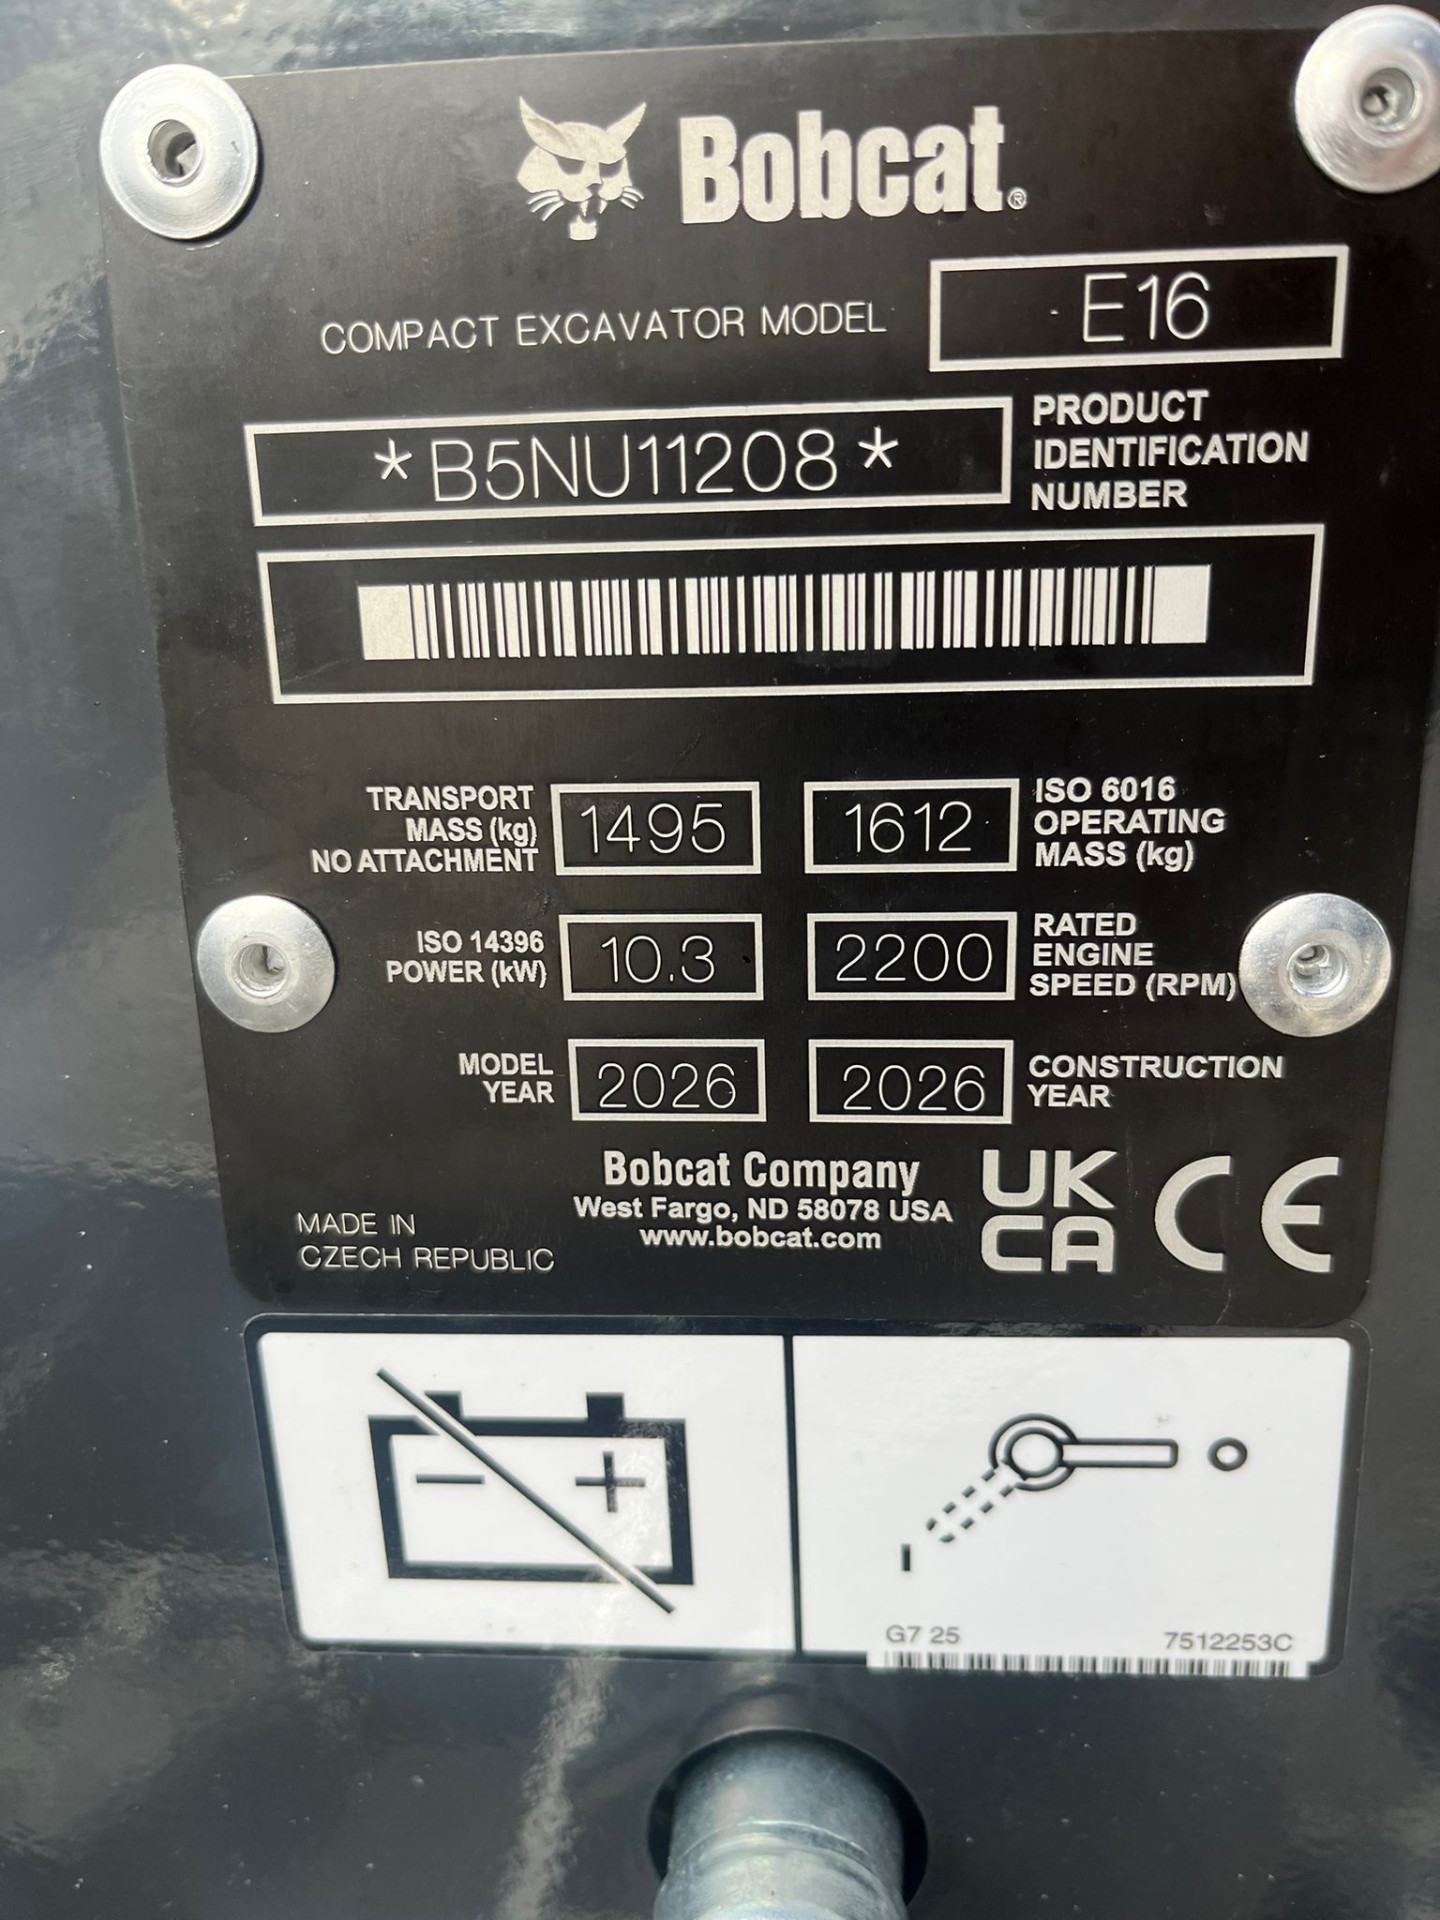 Bobcat®
COMPACT EXCAVATOR MODEL E16
*B5NU11208*
PRODUCT
IDENTIFICATION
NUMBER
TRANSPORT
MASS (kg)
NO ATTACHMENT
1495
1612
ISO 6016
OPERATING
MASS (kg)
ISO 14396
POWER (kW)
10.3
2200
RATED
ENGINE
SPEED (RPM)
MODEL
YEAR
2026
2026
CONSTRUCTION
YEAR
MADE IN
CZECH REPUBLIC
Bobcat Company
West Fargo, ND 58078 USA
www.bobcat.com
UK
CA
CE
G7 25
7512253C